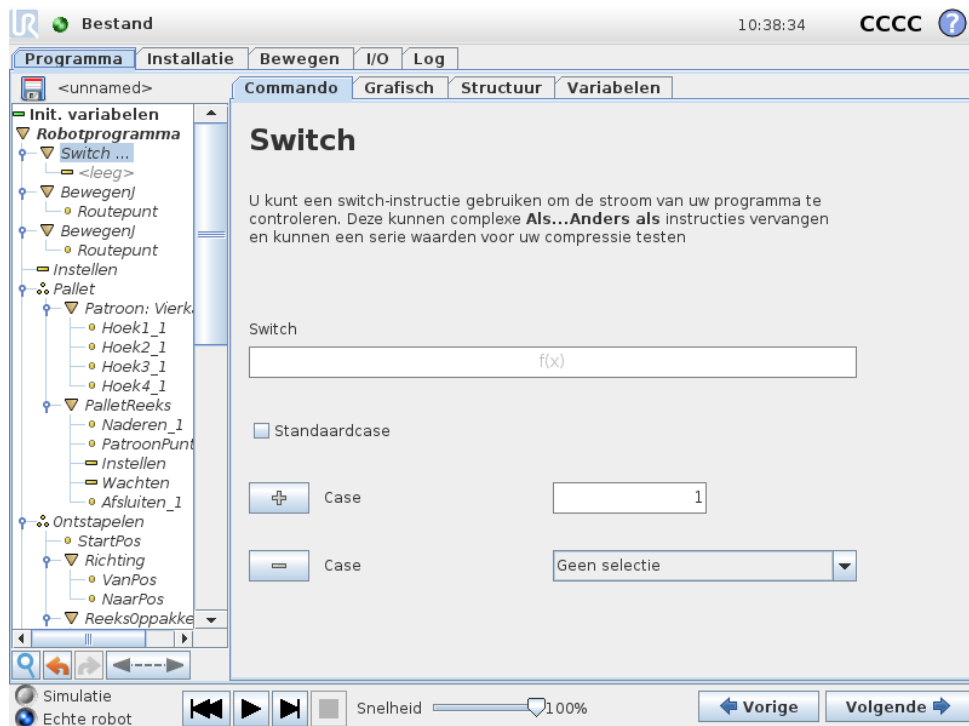 UR
Bestand
10:38:34
CCCC
?
Programma
Installatie
Bewegen
I/O
Log
<unnamed>
Commando
Grafisch
Structuur
Variabelen
Init. variabelen
Robotprogramma
Switch ...
<leeg>
BewegenJ
Routepunt
BewegenJ
Routepunt
Instellen
Pallet
Patroon: Vierk
Hoek1_1
Hoek2_1
Hoek3_1
Hoek4_1
PalletReeks
Naderen_1
PatroonPunt
Instellen
Wachten
Afsluiten_1
Ontstapelen
StartPos
Richting
VanPos
NaarPos
ReeksOppakke
Switch
U kunt een switch-instructie gebruiken om de stroom van uw programma te
controleren. Deze kunnen complexe Als...Anders als instructies vervangen
en kunnen een serie waarden voor uw compressie testen
Switch
f(x)
Standaardcase
Case
1
Case
Geen selectie
Simulatie
Echte robot
Snelheid
100%
Vorige
Volgende